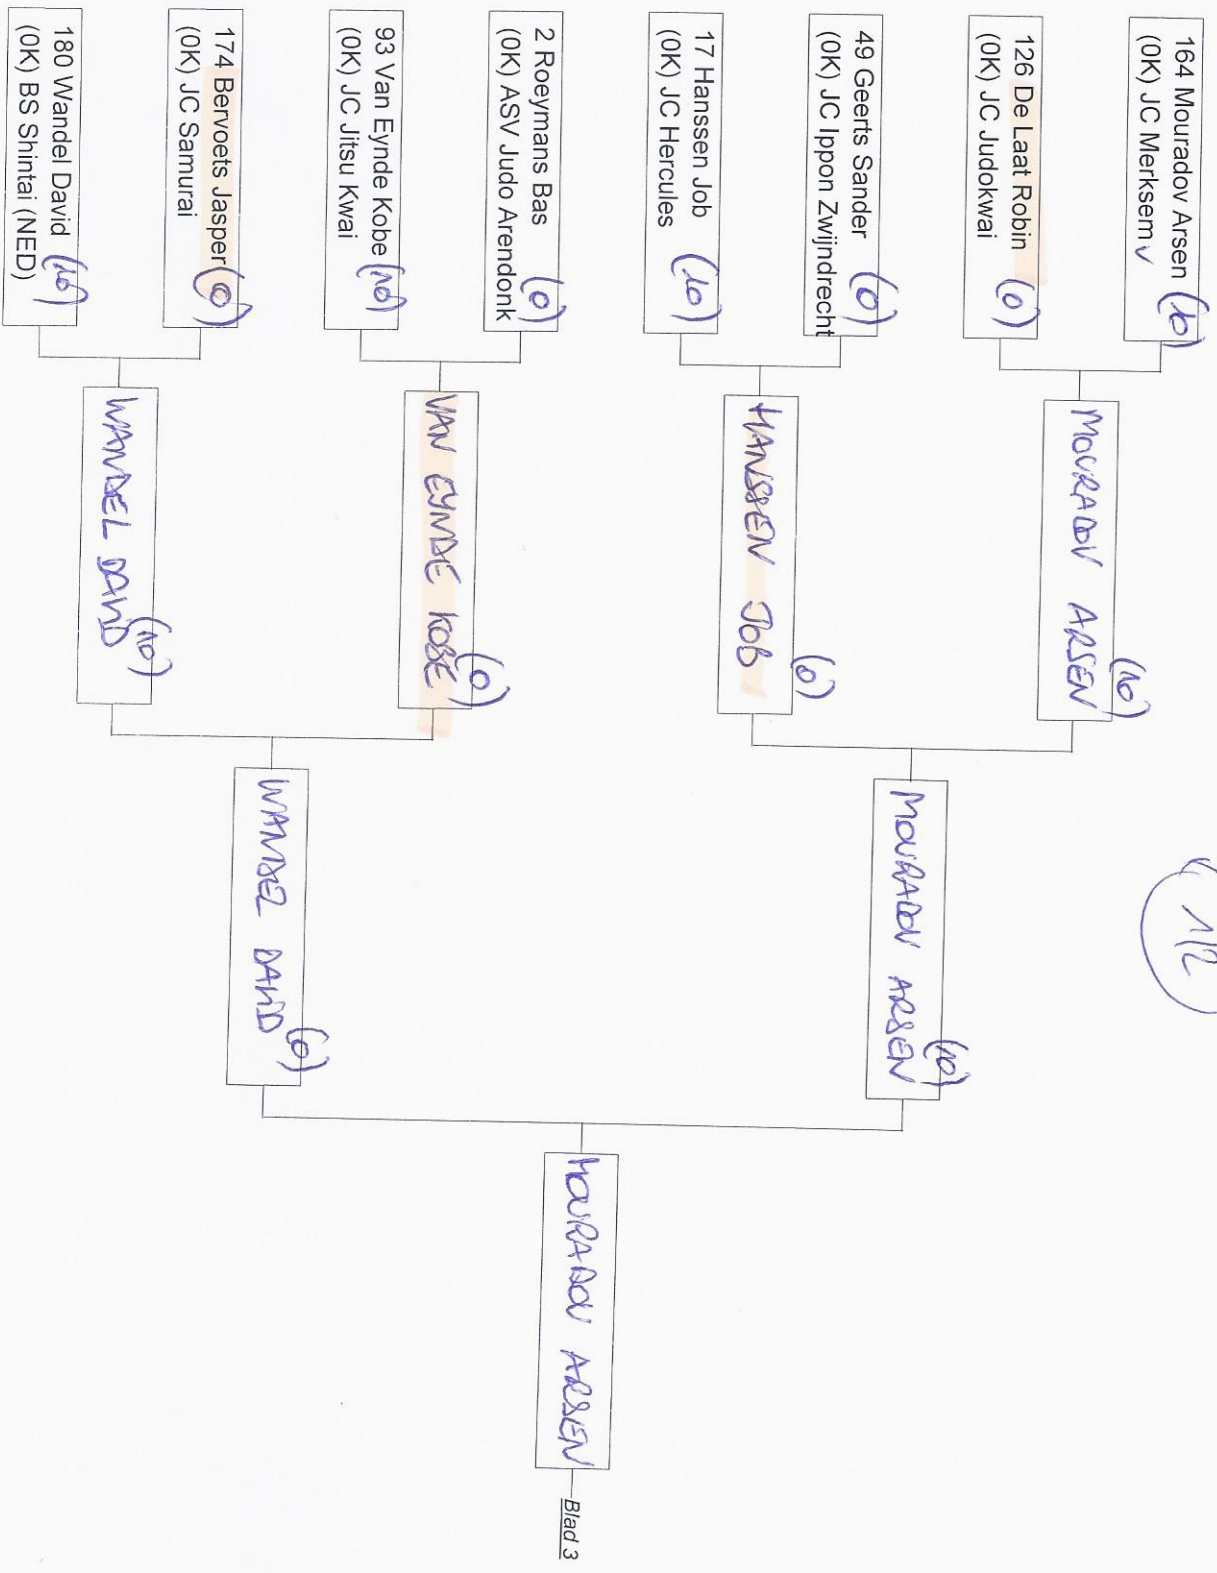 164 Mouradov Arsen (10)
(0K) JC Merksem v
126 De Laat Robin
(0K) JC Judokwai (0)
49 Geerts Sander (0)
(0K) JC Ippon Zwijndrecht
17 Hanssen Job (10)
(0K) JC Hercules
2 Roeymans Bas (0)
(0K) ASV Judo Arendonk
93 Van Eynde Kobe (10)
(0K) JC Jitsu Kwai
174 Bervoets Jasper (0)
(0K) JC Samurai
180 Wandel David (10)
(0K) BS Shintai (NED)
MOURADOV ARSEN (10)
HANSSEN JOB (0)
VAN EYNDE KOBE (0)
WANDEL DAVID (10)
1/2
MOURADOV ARSEN (10)
WANDEL DAVID (0)
MOURADOV ARSEN
Blad 3